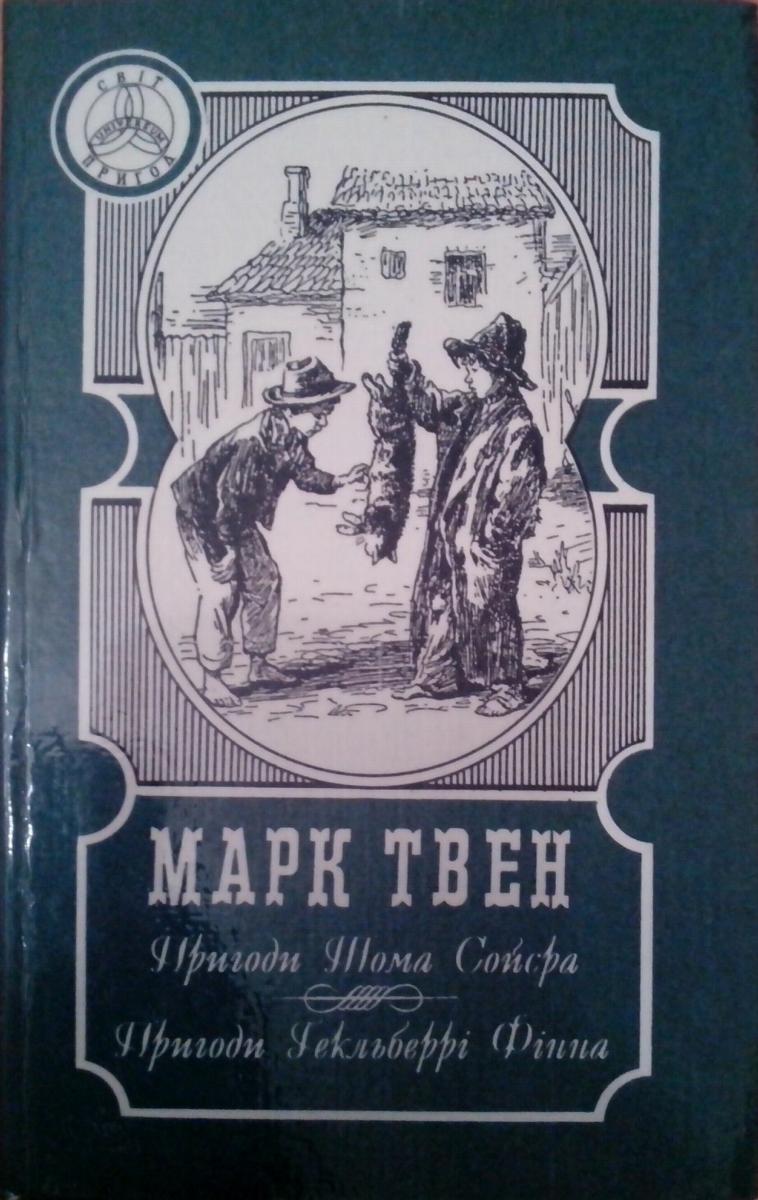 СВІТ
UNIVERSUM
ПРИГОД
МАРК ТВЕН
Пригоди Тома Сойєра
Пригоди Гекльберрі Фінна